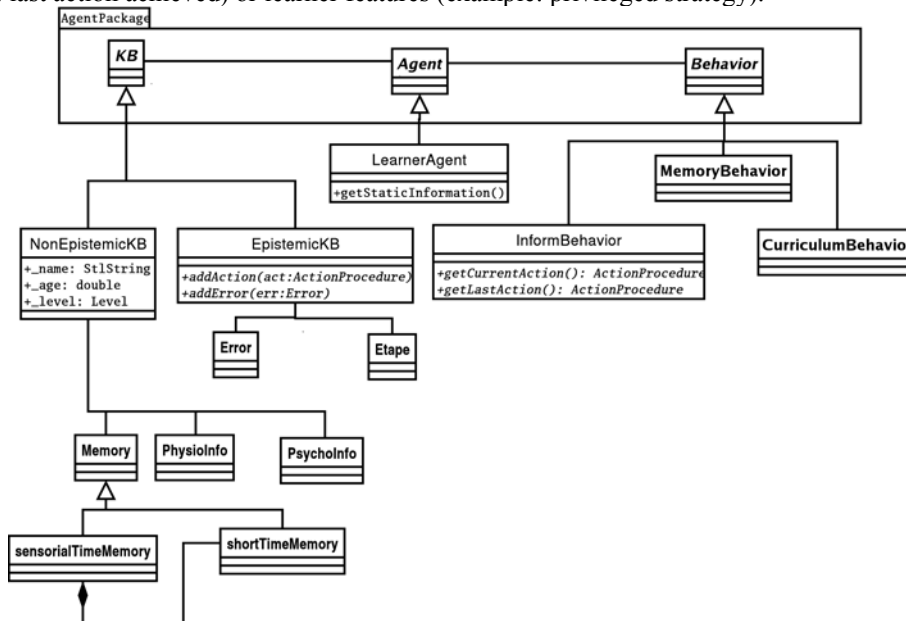 last action achieved) or learner features (example: privileged strategy).
AgentPackage
KB
Agent
Behavior
LearnerAgent
+getStaticInformation()
MemoryBehavior
NonEpistemicKB
+_name: StlString
+_age: double
+_level: Level
EpistemicKB
+addAction(act:ActionProcedure)
+addError(err:Error)
InformBehavior
+getCurrentAction(): ActionProcedure
+getLastAction(): ActionProcedure
CurriculumBehavio
Error
Etape
Memory
PhysioInfo
PsychoInfo
sensorialTimeMemory
shortTimeMemory